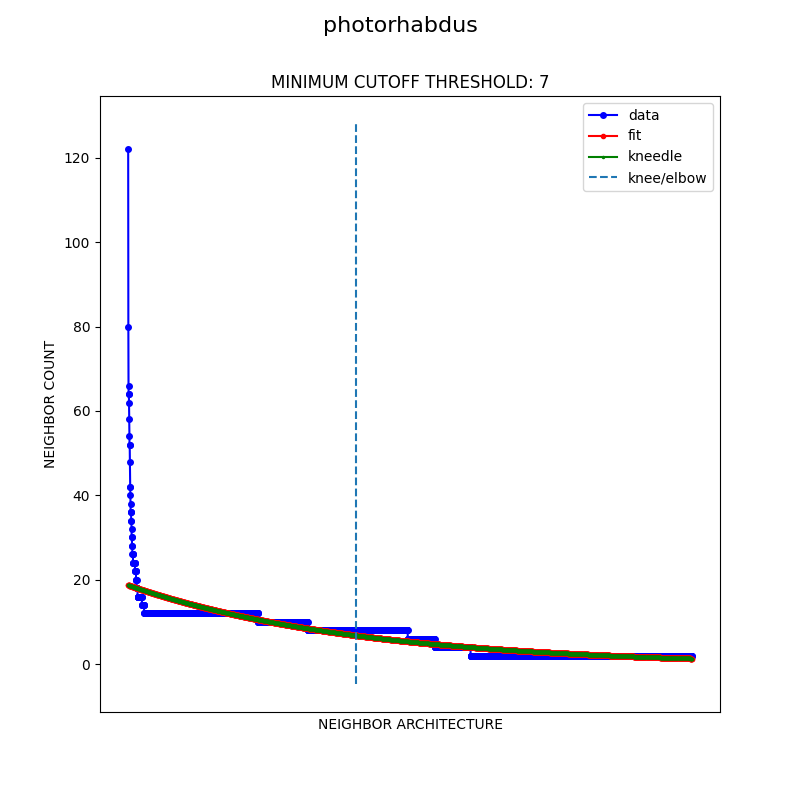 photorhabdus
MINIMUM CUTOFF THRESHOLD: 7
data
fit
kneedle
knee/elbow
120
100
80
60
40
20
0
NEIGHBOR COUNT
NEIGHBOR ARCHITECTURE